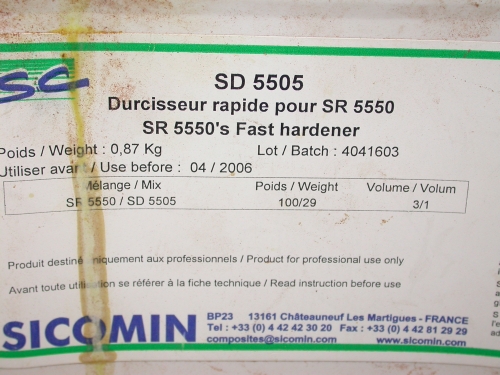 SC
SD 5505
Durcisseur rapide pour SR 5550
SR 5550's Fast hardener
Poids / Weight : 0,87 Kg Lot / Batch : 4041603
Utiliser avant / Use before : 04 / 2006
Mélange / Mix Poids / Weight Volume / Volum
SR 5550 / SD 5505 100/29 3/1
Produit destiné uniquement aux professionnels / Product for professional use only
Avant toute utilisation se référer à la fiche technique / Read instruction before use
SICOMIN
BP23 13161 Châteauneuf Les Martigues - FRANCE
Tel : +33 (0) 4 42 42 30 20 Fax : +33 (0) 4 42 81 29 29
composites@sicomin.com www.sicomin.com